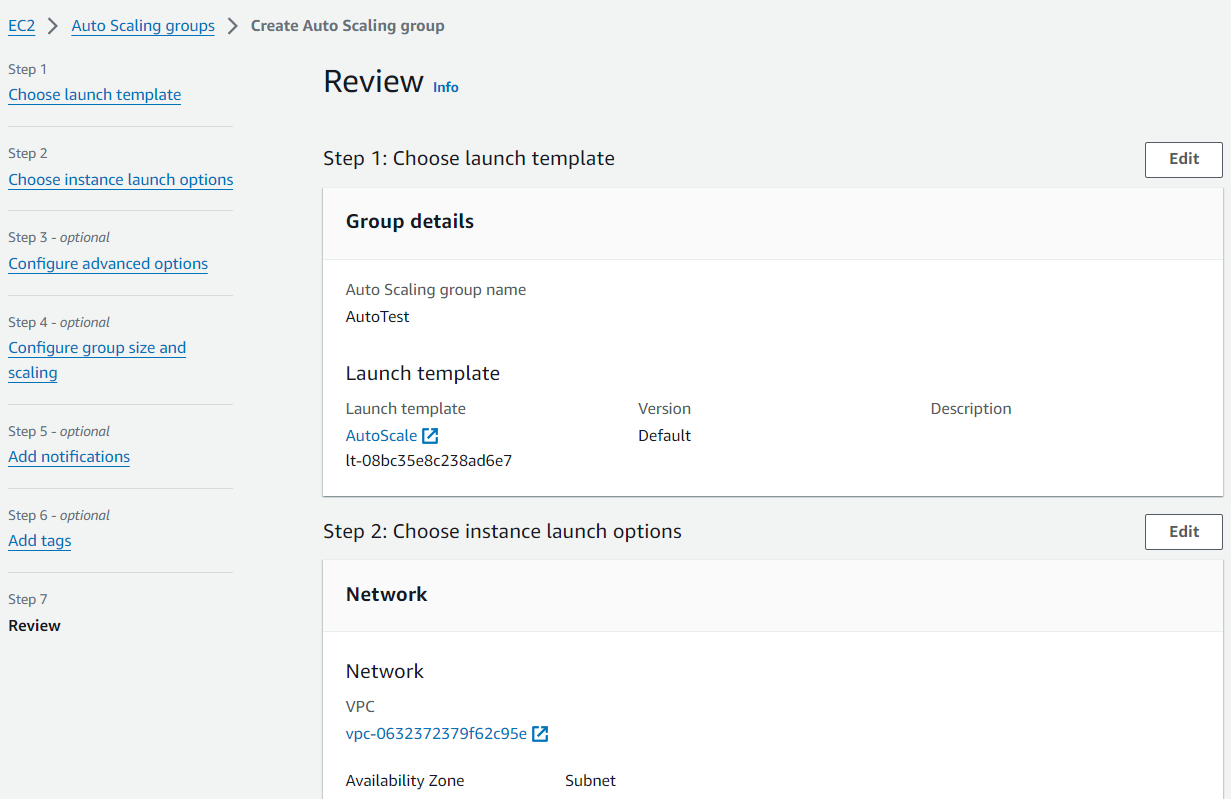 EC2 > Auto Scaling groups > Create Auto Scaling group
Step 1
Choose launch template
Step 2
Choose instance launch options
Step 3 - optional
Configure advanced options
Step 4 - optional
Configure group size and
scaling
Step 5 - optional
Add notifications
Step 6 - optional
Add tags
Step 7
Review
Review Info
Step 1: Choose launch template
Edit
Group details
Auto Scaling group name
AutoTest
Launch template
Launch template Version Description
AutoScale Default
lt-08bc35e8c238ad6e7
Step 2: Choose instance launch options
Edit
Network
Network
VPC
vpc-0632372379f62c95e
Availability Zone Subnet